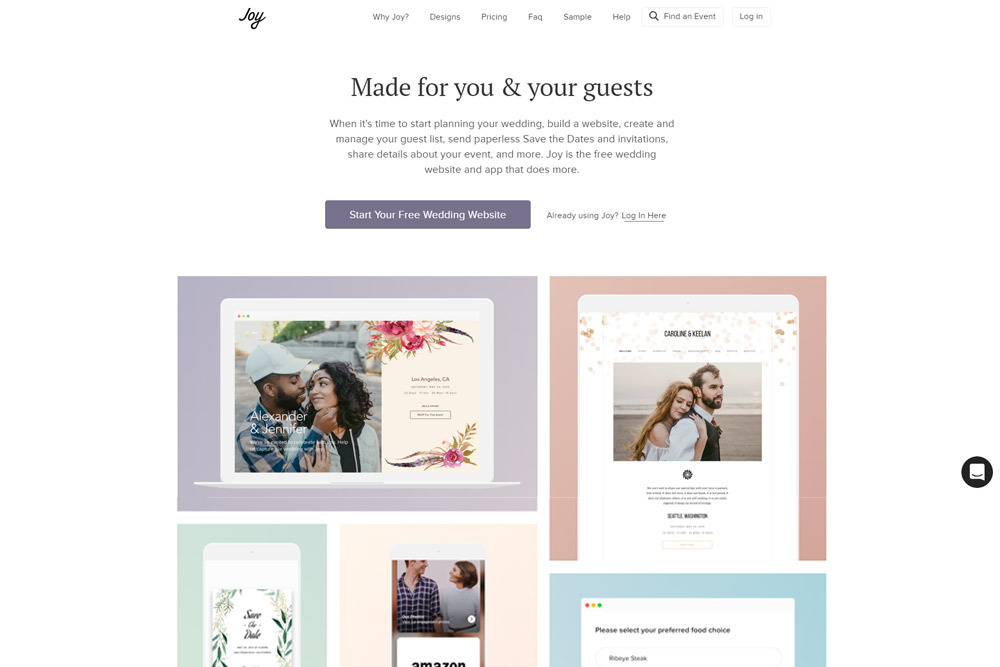 Joy
Why Joy?
Designs
Pricing
Faq
Sample
Help
Find an Event
Log in
Made for you & your guests
When it's time to start planning your wedding, build a website, create and
manage your guest list, send paperless Save the Dates and invitations,
share details about your event, and more. Joy is the free wedding
website and app that does more.
Start Your Free Wedding Website
Already using Joy? Log In Here
Alexander
& Jennifer
Los Angeles, CA
CAROLINE & KEELAN
SEATTLE, WASHINGTON
Save
the
Date
amazon
Please select your preferred food choice
Ribeye Steak